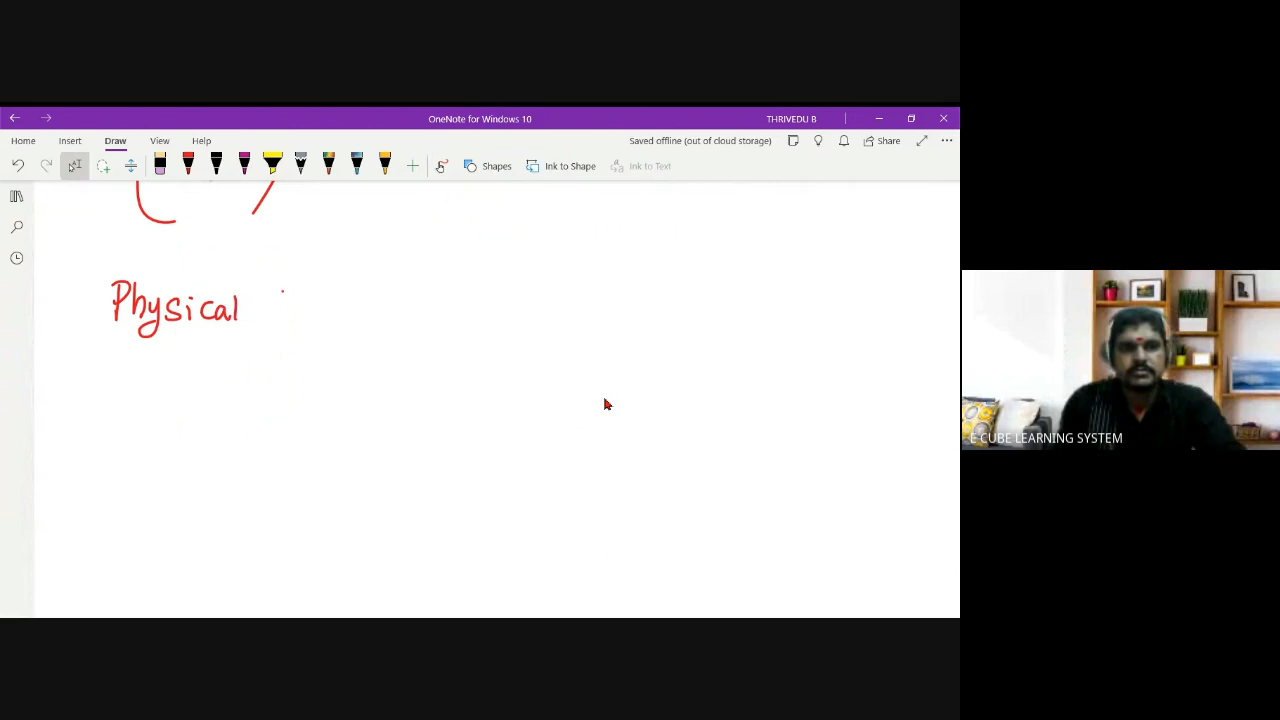 OneNote for Windows 10
THRIVEDU B
Home Insert Draw View Help
Saved offline (out of cloud storage)
Share
Shapes
Ink to Shape
Ink to Text
Physical
E CUBE LEARNING SYSTEM